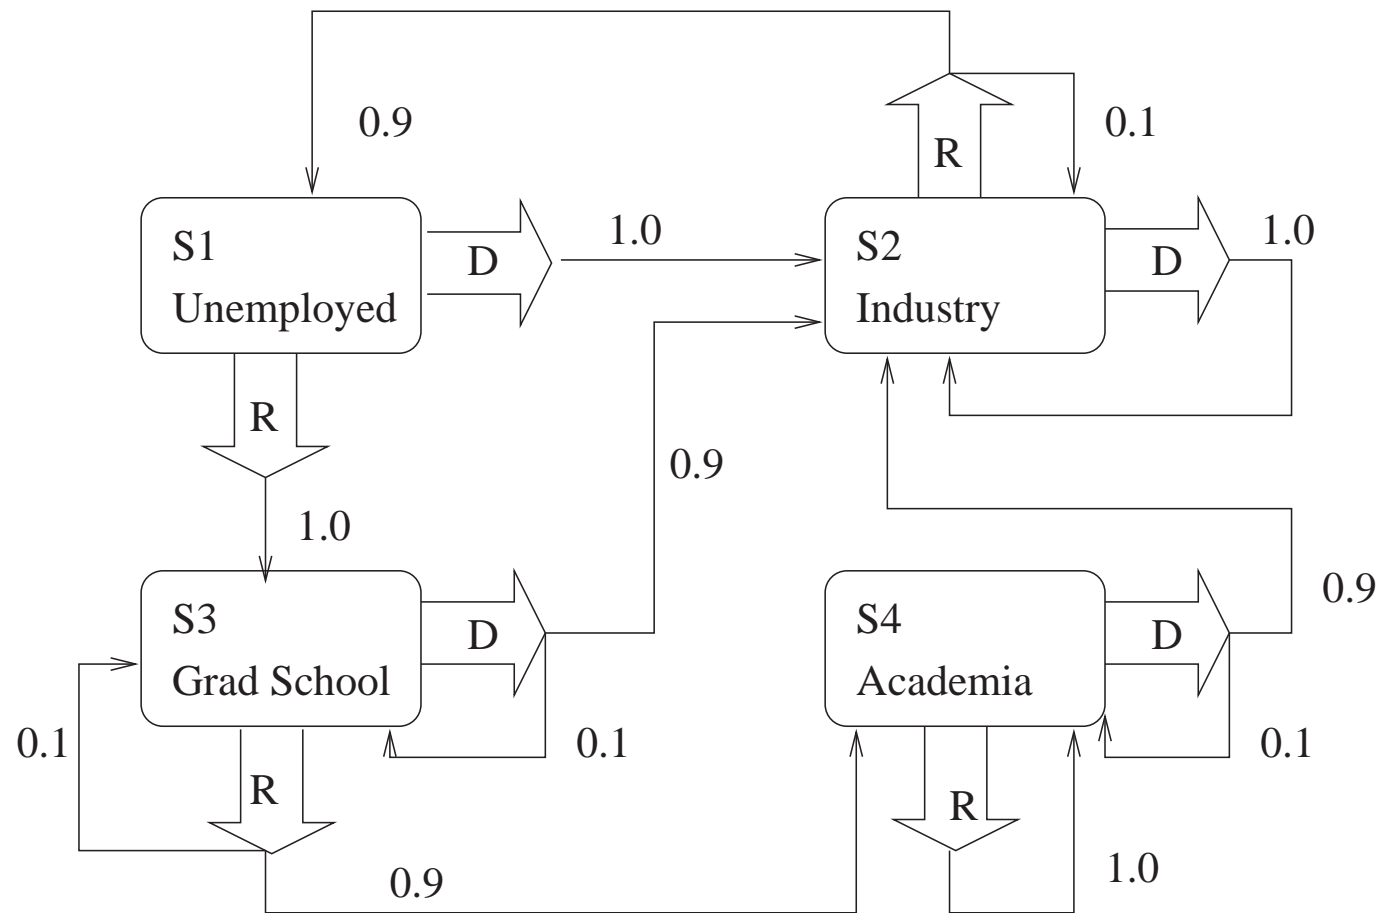 0.9
0.1
R
S1
Unemployed
D
1.0
S2
Industry
D
1.0
R
0.9
1.0
S3
Grad School
D
S4
Academia
D
0.9
0.1
R
0.1
R
0.1
0.9
1.0